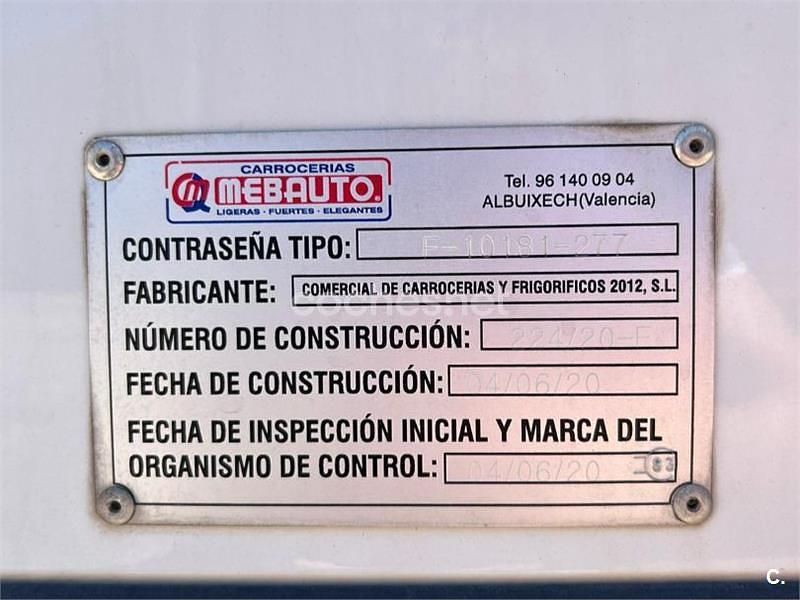 CARROCERIAS
MEBAUTO
LIGERAS · FUERTES · ELEGANTES
Tel. 96 140 09 04
ALBUIXECH (Valencia)
CONTRASEÑA TIPO: F-10181-277
FABRICANTE: COMERCIAL DE CARROCERIAS Y FRIGORIFICOS 2012, S.L.
coches.net
NÚMERO DE CONSTRUCCIÓN: 224/20-F
FECHA DE CONSTRUCCIÓN: 04/06/20
FECHA DE INSPECCIÓN INICIAL Y MARCA DEL
ORGANISMO DE CONTROL: 04/06/20
C.